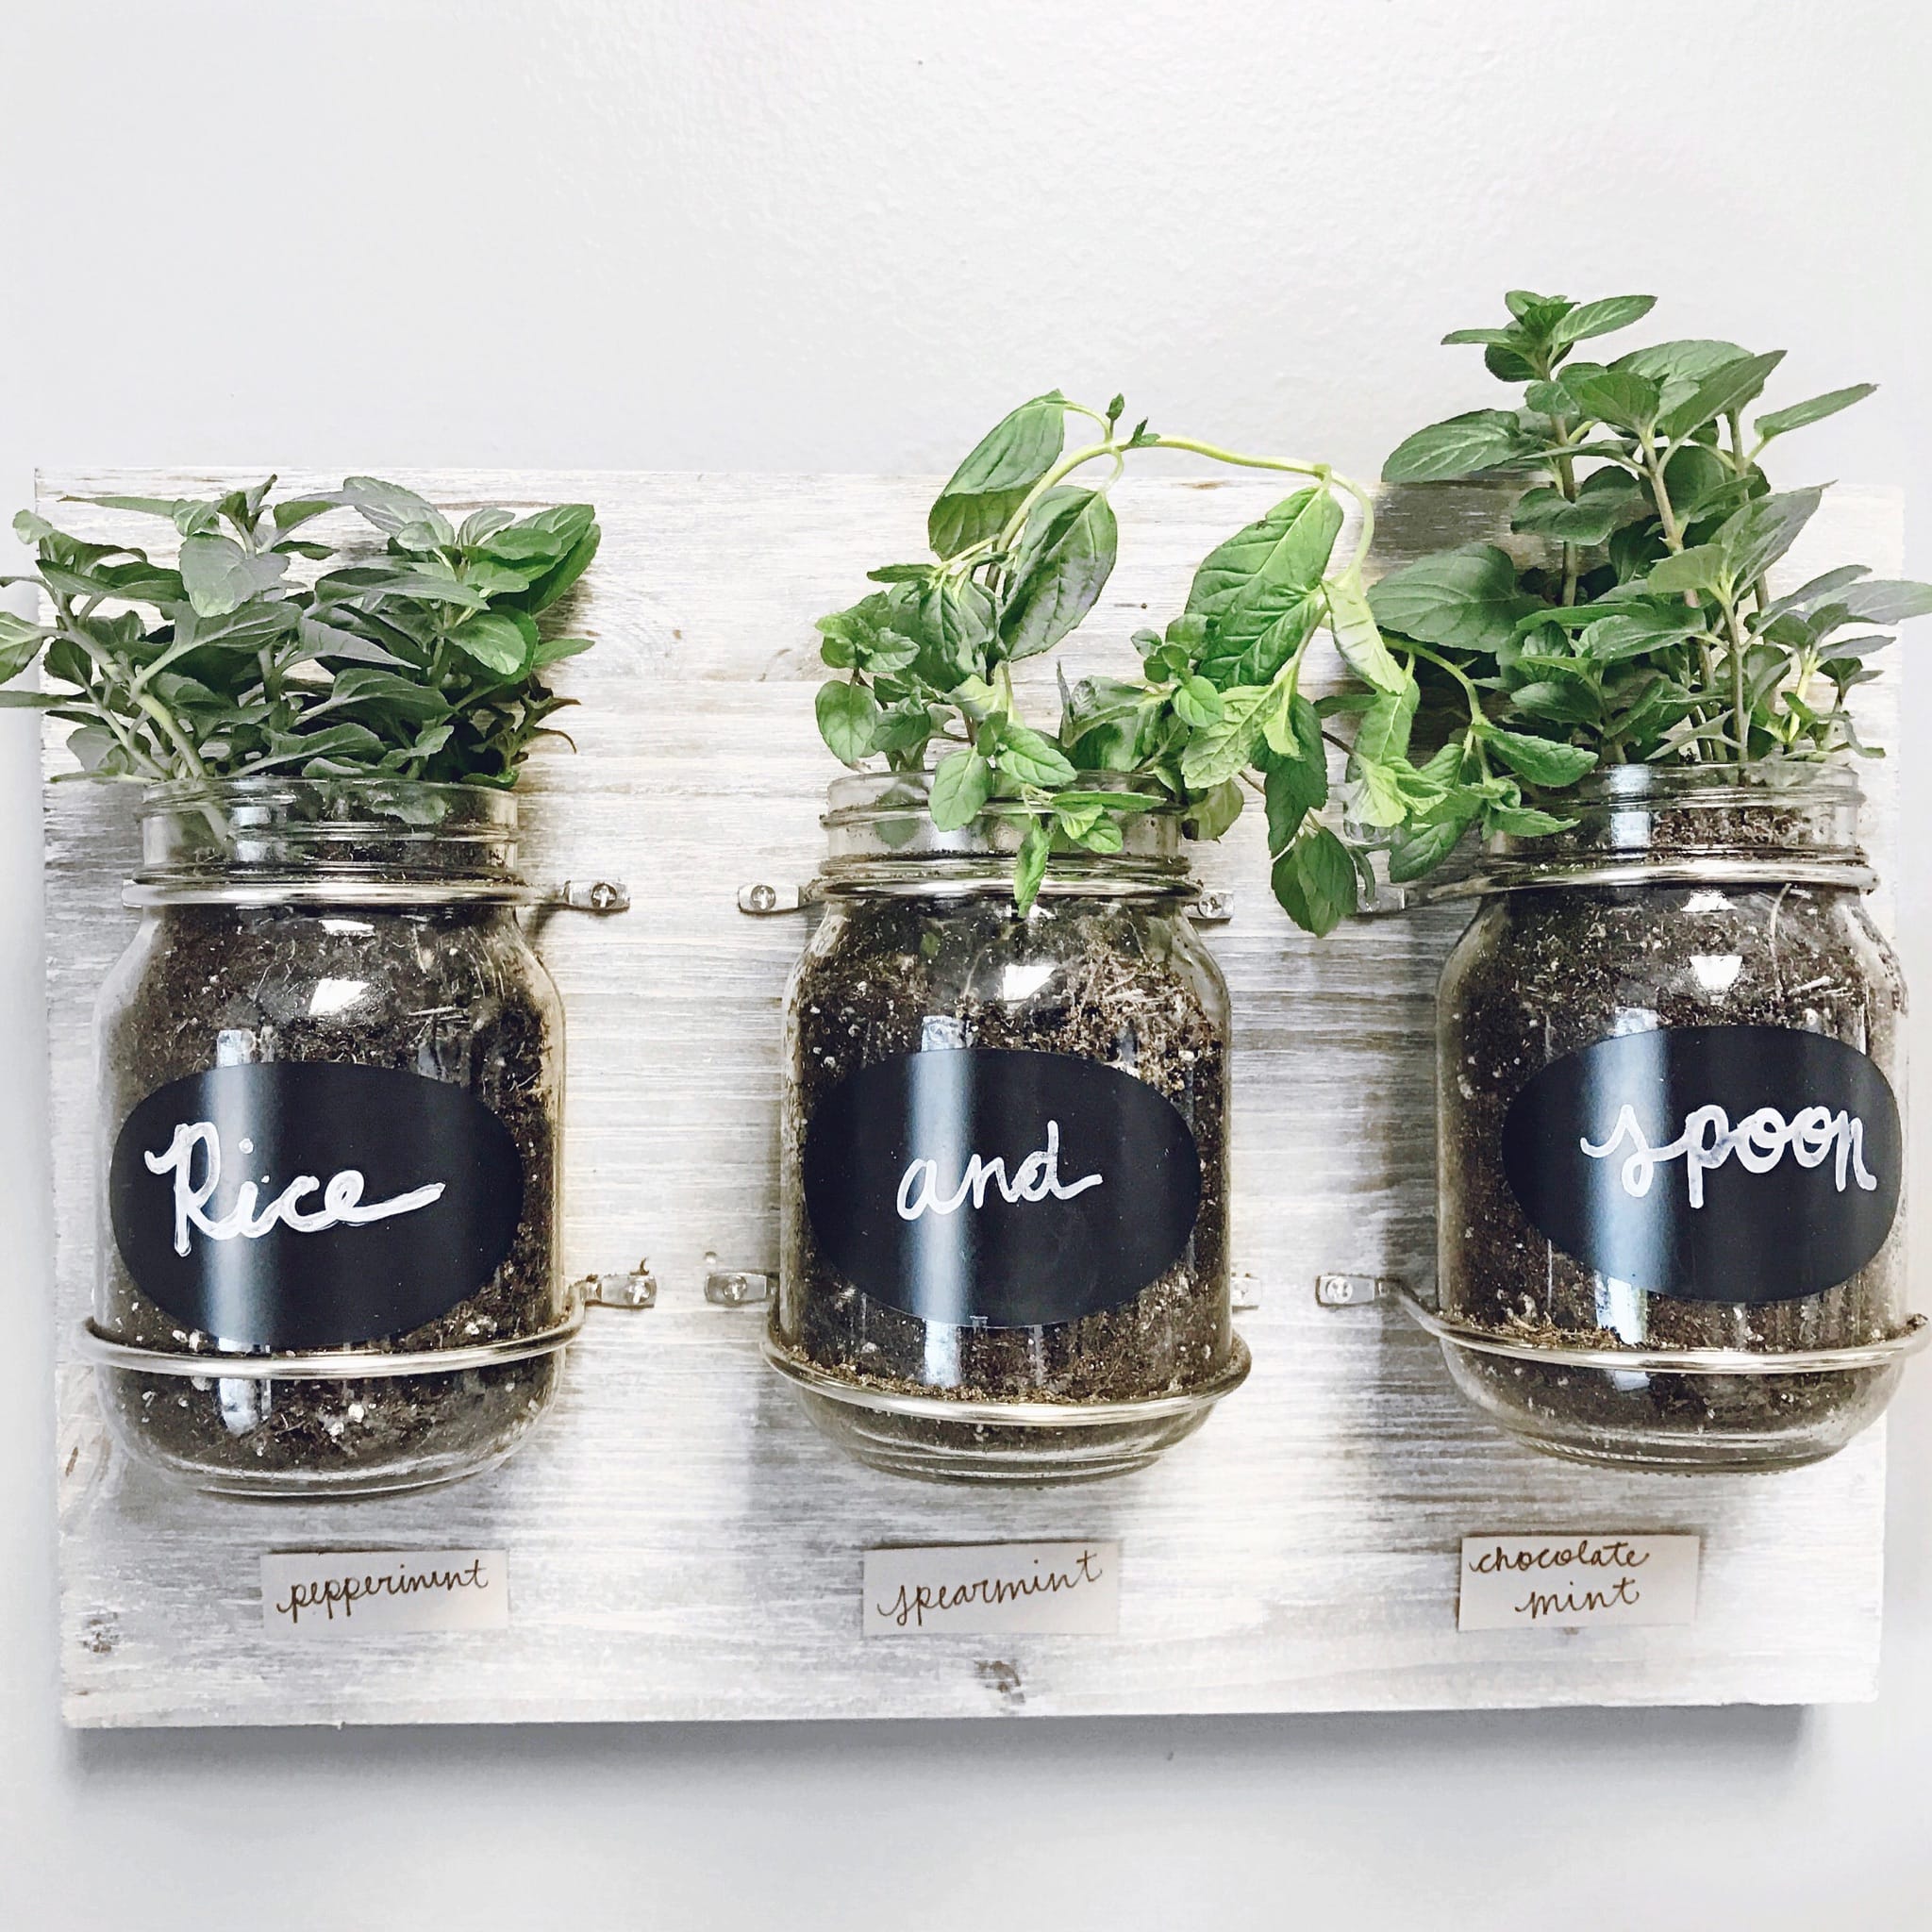 Rice
and
spoon
peppermint
spearmint
chocolate
mint